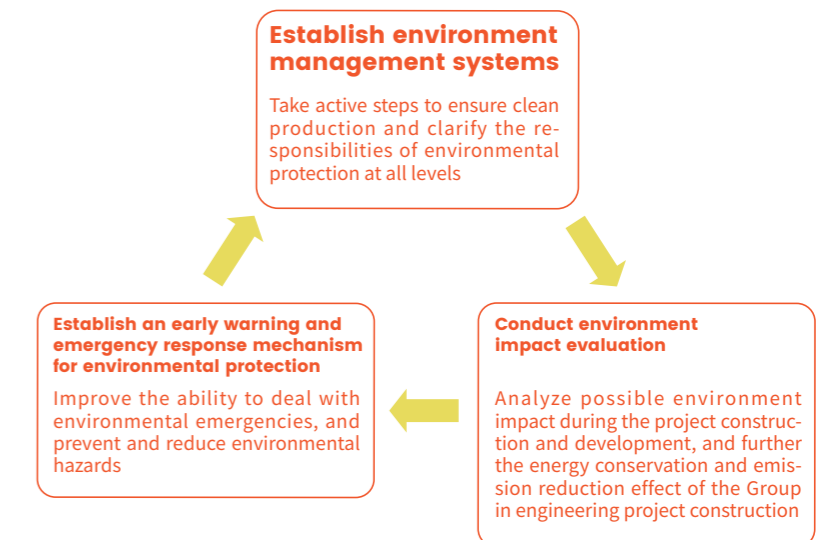 Establish environment
management systems
Take active steps to ensure clean
production and clarify the re-
sponsibilities of environmental
protection at all levels
Establish an early warning and
emergency response mechanism
for environmental protection
Improve the ability to deal with
environmental emergencies, and
prevent and reduce environmental
hazards
Conduct environment
impact evaluation
Analyze possible environment
impact during the project construc-
tion and development, and further
the energy conservation and emis-
sion reduction effect of the Group
in engineering project construction